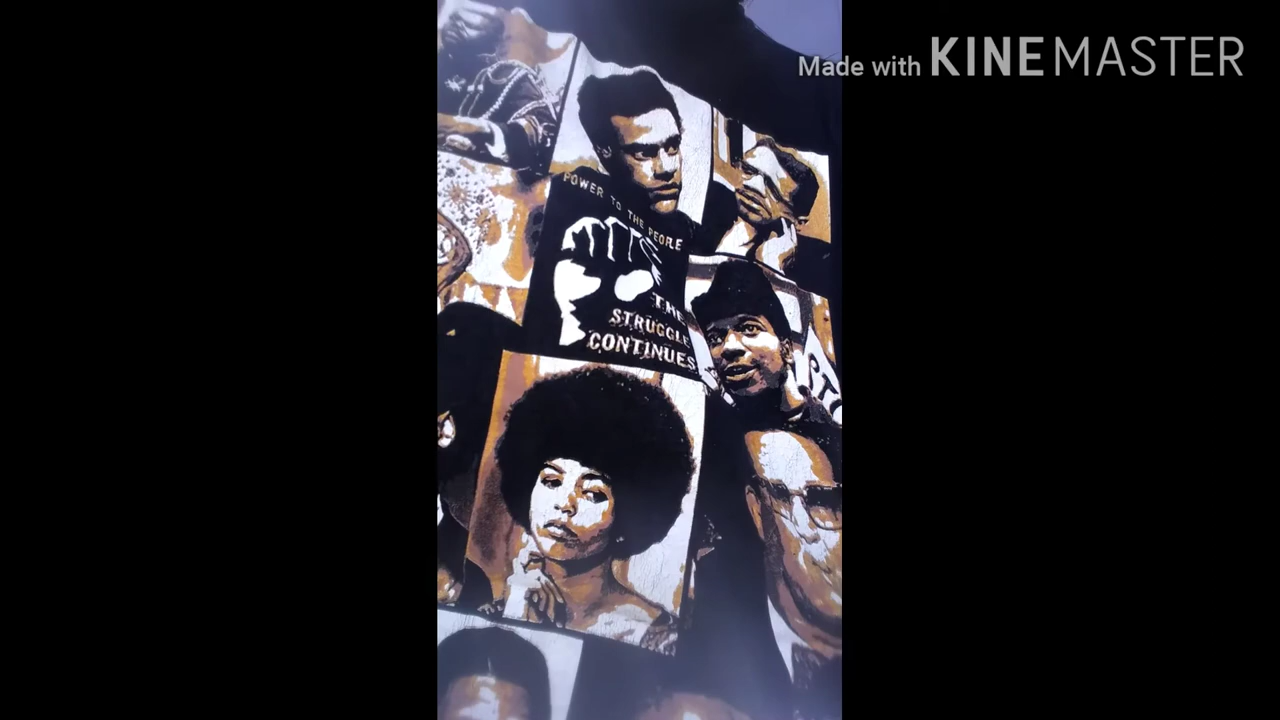 Made with KINEMASTER
POWER TO THE PEOPLE
THE
STRUGGLE
CONTINUES